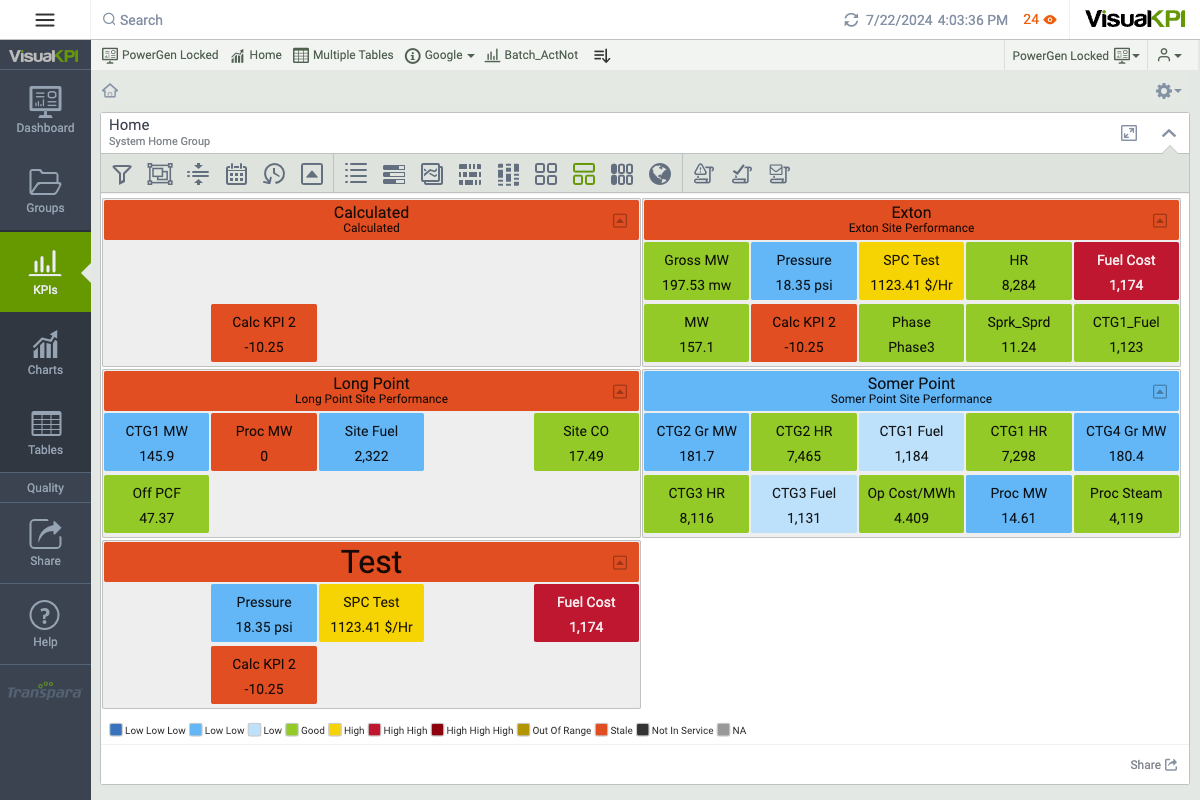 Search
7/22/2024 4:03:36 PM
24
VisualKPI
VisualKPI
PowerGen Locked
Home
Multiple Tables
Google
Batch_ActNot
PowerGen Locked
Dashboard
Groups
KPIs
Charts
Tables
Quality
Share
Help
Transpara
Home
System Home Group
Calculated
Calculated
Calc KPI 2
-10.25
Exton
Exton Site Performance
Gross MW
197.53 mw
Pressure
18.35 psi
SPC Test
1123.41 $/Hr
HR
8,284
Fuel Cost
1,174
MW
157.1
Calc KPI 2
-10.25
Phase
Phase3
Sprk_Sprd
11.24
CTG1_Fuel
1,123
Long Point
Long Point Site Performance
CTG1 MW
145.9
Proc MW
0
Site Fuel
2,322
Site CO
17.49
Off PCF
47.37
Somer Point
Somer Point Site Performance
CTG2 Gr MW
181.7
CTG2 HR
7,465
CTG1 Fuel
1,184
CTG1 HR
7,298
CTG4 Gr MW
180.4
CTG3 HR
8,116
CTG3 Fuel
1,131
Op Cost/MWh
4.409
Proc MW
14.61
Proc Steam
4,119
Test
Pressure
18.35 psi
SPC Test
1123.41 $/Hr
Fuel Cost
1,174
Calc KPI 2
-10.25
Low Low Low Low Low Low Good High High High High High High Out Of Range Stale Not In Service NA
Share